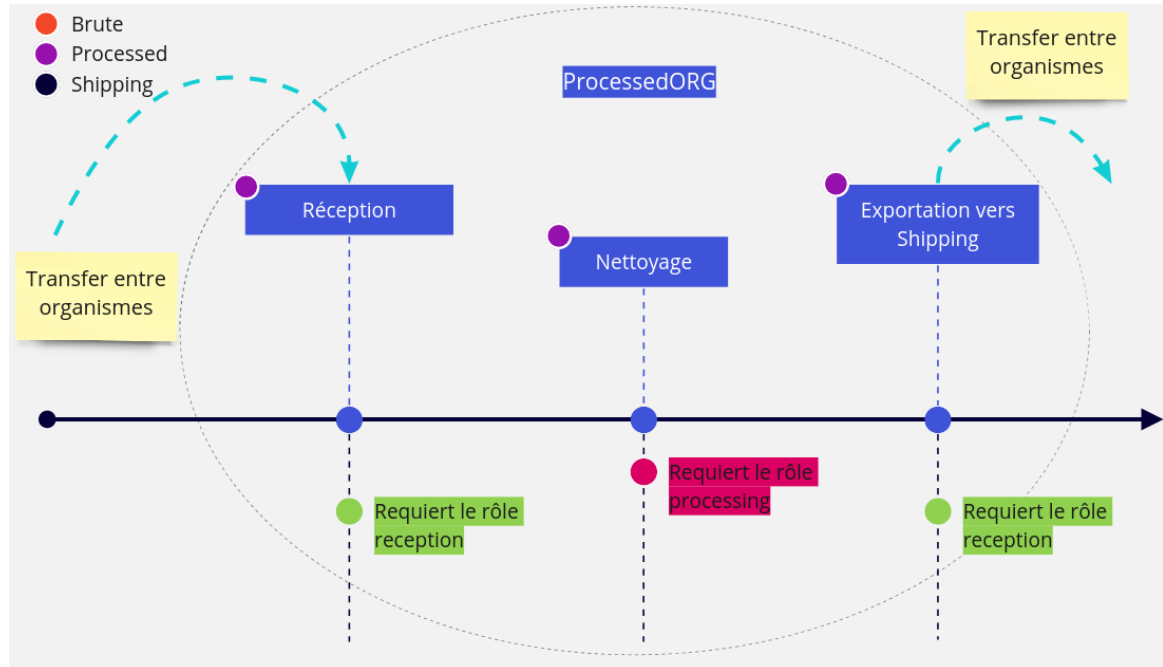 Brute
Processed
Shipping
Transfer entre
organismes
ProcessedORG
Réception
Exportation vers
Shipping
Nettoyage
Transfer entre
organismes
Requiert le rôle
processing
Requiert le rôle
reception
Requiert le rôle
reception